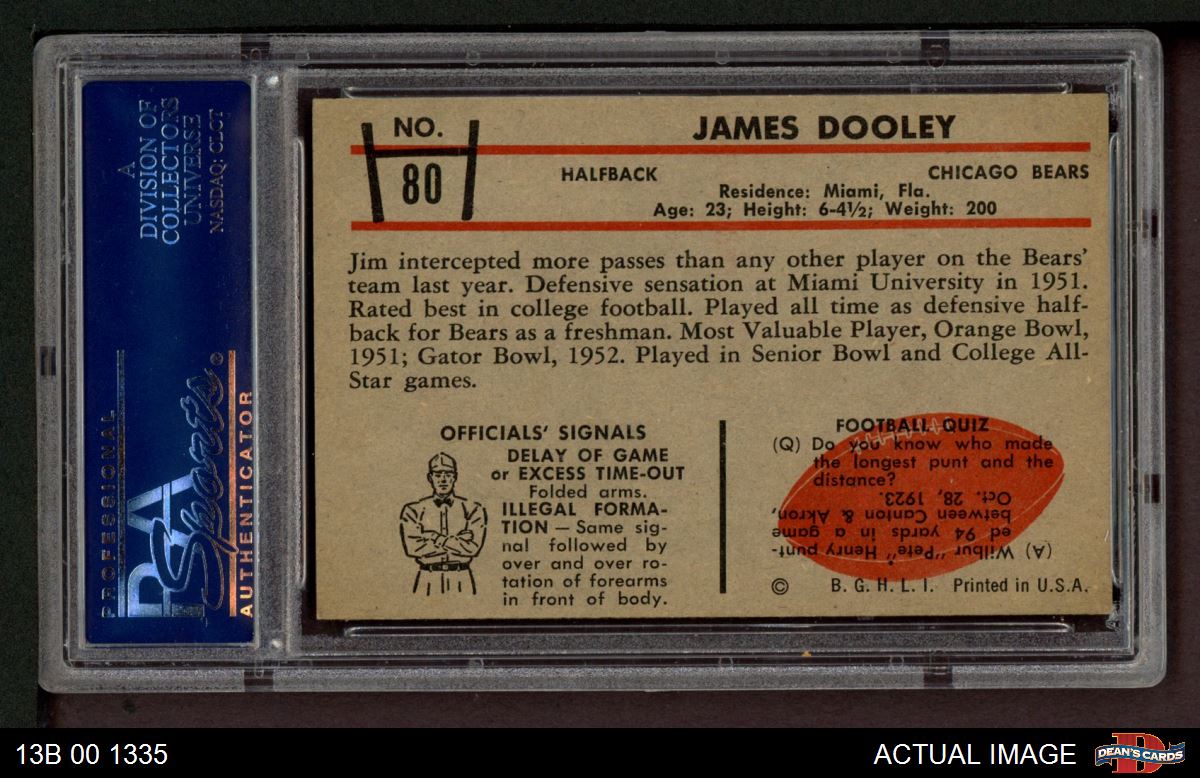 A
DIVISION OF
COLLECTORS
UNIVERSE
NASDAQ: CLCT
PROFESSIONAL
PSA
Sports
AUTHENTICATOR
NO.
80
JAMES DOOLEY
HALFBACK
CHICAGO BEARS
Residence: Miami, Fla.
Age: 23; Height: 6-4½; Weight: 200
Jim intercepted more passes than any other player on the Bears'
team last year. Defensive sensation at Miami University in 1951.
Rated best in college football. Played all time as defensive half-
back for Bears as a freshman. Most Valuable Player, Orange Bowl,
1951; Gator Bowl, 1952. Played in Senior Bowl and College All-
Star games.
OFFICIALS' SIGNALS
DELAY OF GAME
or EXCESS TIME-OUT
Folded arms.
ILLEGAL FORMA-
TION — Same sig-
nal followed by
over and over ro-
tation of forearms
in front of body.
FOOTBALL QUIZ
(Q) Do you know who made
the longest punt and the
distance?
(A) Wilbur "Pete" Henry punt-
ed 94 yards in a game
between Canton & Akron,
Oct. 28, 1923.
© B. G. H. L. I. Printed in U.S.A.
13B 00 1335
ACTUAL IMAGE
DEAN'S CARDS